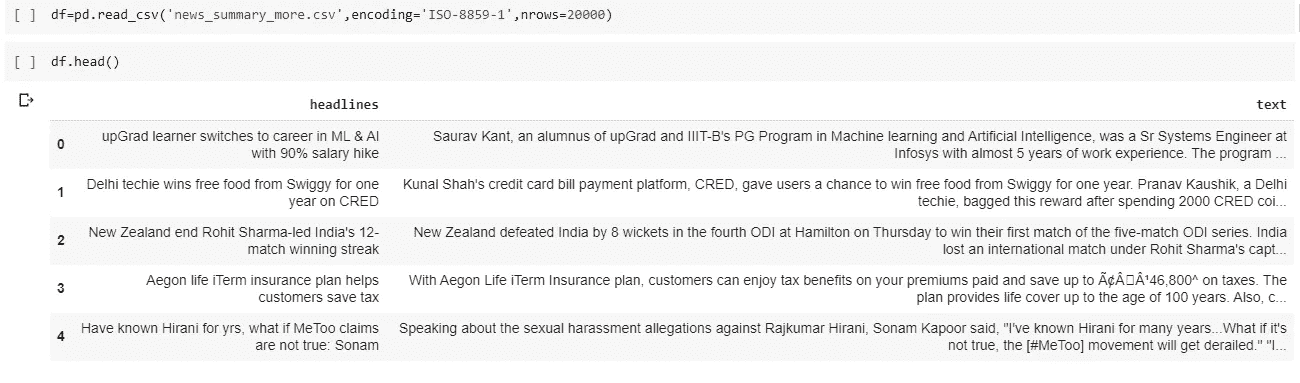 [ ] df=pd.read_csv('news_summary_more.csv',encoding='ISO-8859-1',nrows=20000)
[ ] df.head()
headlines text
0 upGrad learner switches to career in ML & AI Saurav Kant, an alumnus of upGrad and IIIT-B's PG Program in Machine learning and Artificial Intelligence, was a Sr Systems Engineer at
with 90% salary hike Infosys with almost 5 years of work experience. The program ...
1 Delhi techie wins free food from Swiggy for one Kunal Shah's credit card bill payment platform, CRED, gave users a chance to win free food from Swiggy for one year. Pranav Kaushik, a Delhi
year on CRED techie, bagged this reward after spending 2000 CRED coi...
2 New Zealand end Rohit Sharma-led India's 12- New Zealand defeated India by 8 wickets in the fourth ODI at Hamilton on Thursday to win their first match of the five-match ODI series. India
match winning streak lost an international match under Rohit Sharma's capt...
3 Aegon life iTerm insurance plan helps With Aegon Life iTerm Insurance plan, customers can enjoy tax benefits on your premiums paid and save up to Ã¢Â□Â¹46,800^ on taxes. The
customers save tax plan provides life cover up to the age of 100 years. Also, c...
4 Have known Hirani for yrs, what if MeToo claims Speaking about the sexual harassment allegations against Rajkumar Hirani, Sonam Kapoor said, "I've known Hirani for many years...What if it's
are not true: Sonam not true, the [#MeToo] movement will get derailed." "I...